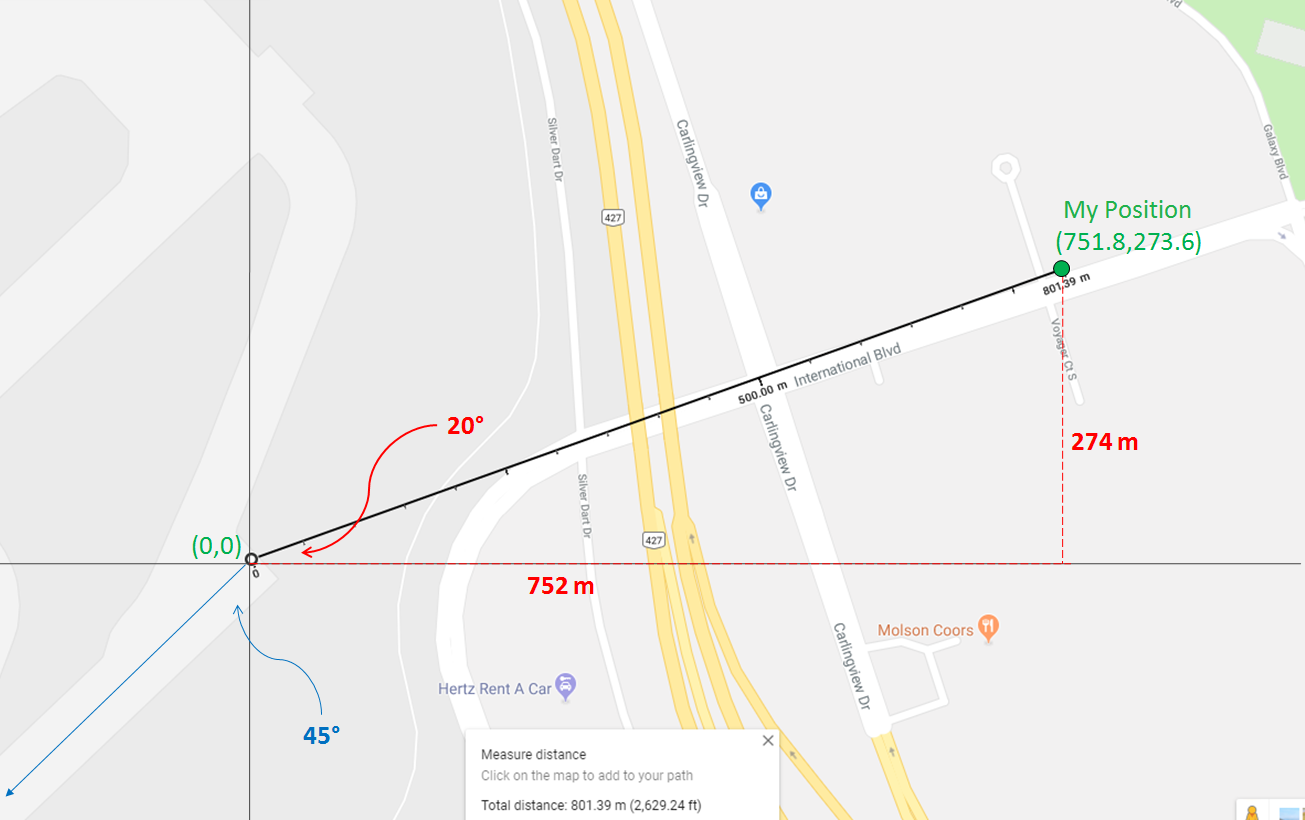 vd
Silver Dart Dr
Carlingview Dr
Galaxy Blvd
427
My Position
(751.8,273.6)
801.39 m
Voyager Ct S
International Blvd
500.00 m
Carlingview Dr
20°
274 m
Silver Dart Dr
427
(0,0)
0
752 m
Molson Coors
Carlingview Dr
Hertz Rent A Car
45°
Measure distance
Click on the map to add to your path
Total distance: 801.39 m (2,629.24 ft)